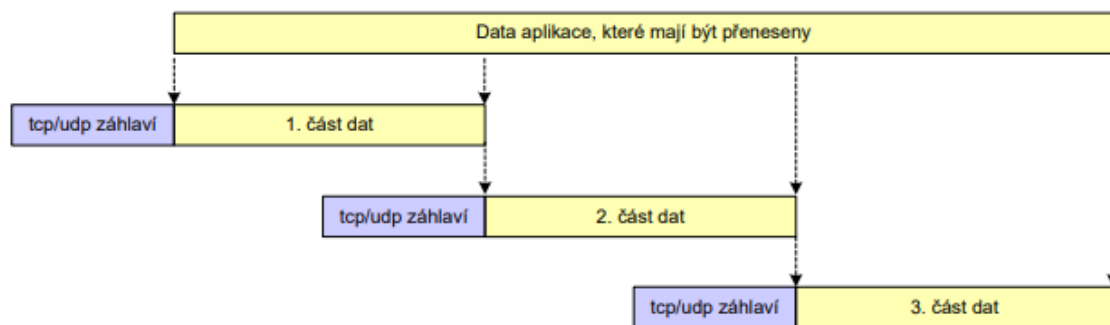 Data aplikace, které mají být přeneseny
tcp/udp záhlaví
1. část dat
tcp/udp záhlaví
2. část dat
tcp/udp záhlaví
3. část dat